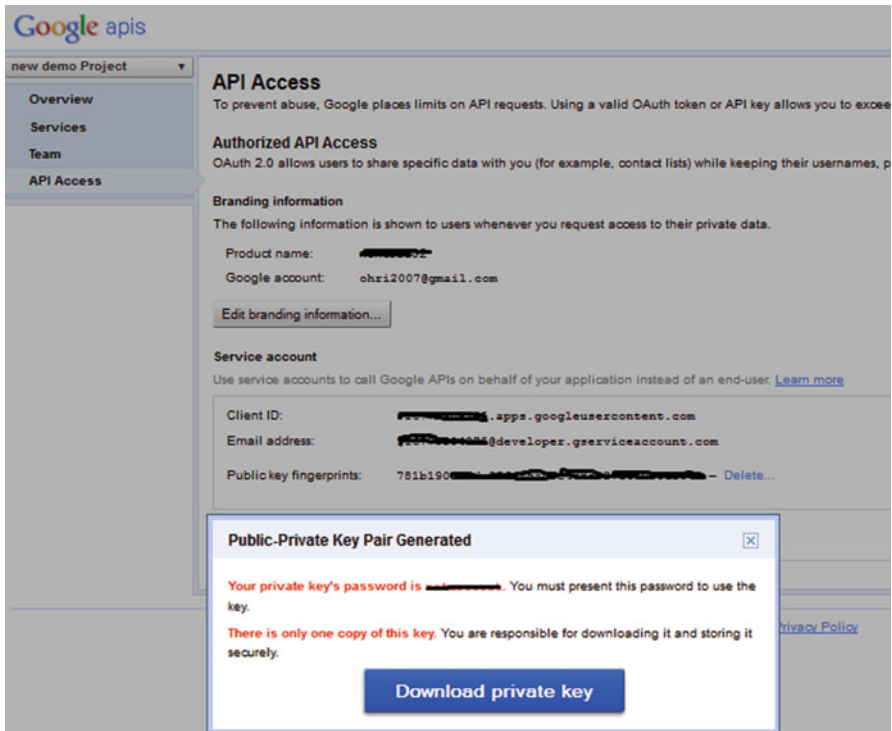 Google apis
new demo Project
Overview
Services
Team
API Access
API Access
To prevent abuse, Google places limits on API requests. Using a valid OAuth token or API key allows you to excee
Authorized API Access
OAuth 2.0 allows users to share specific data with you (for example, contact lists) while keeping their usernames, p
Branding information
The following information is shown to users whenever you request access to their private data.
Product name:
Google account: ohri2007@gmail.com
Edit branding information...
Service account
Use service accounts to call Google APIs on behalf of your application instead of an end-user. Learn more
Client ID: .apps.googleusercontent.com
Email address: @developer.gserviceaccount.com
Public key fingerprints: 781b190 – Delete...
Public-Private Key Pair Generated
Your private key's password is . You must present this password to use the
key.
There is only one copy of this key. You are responsible for downloading it and storing it
securely.
Privacy Policy
Download private key